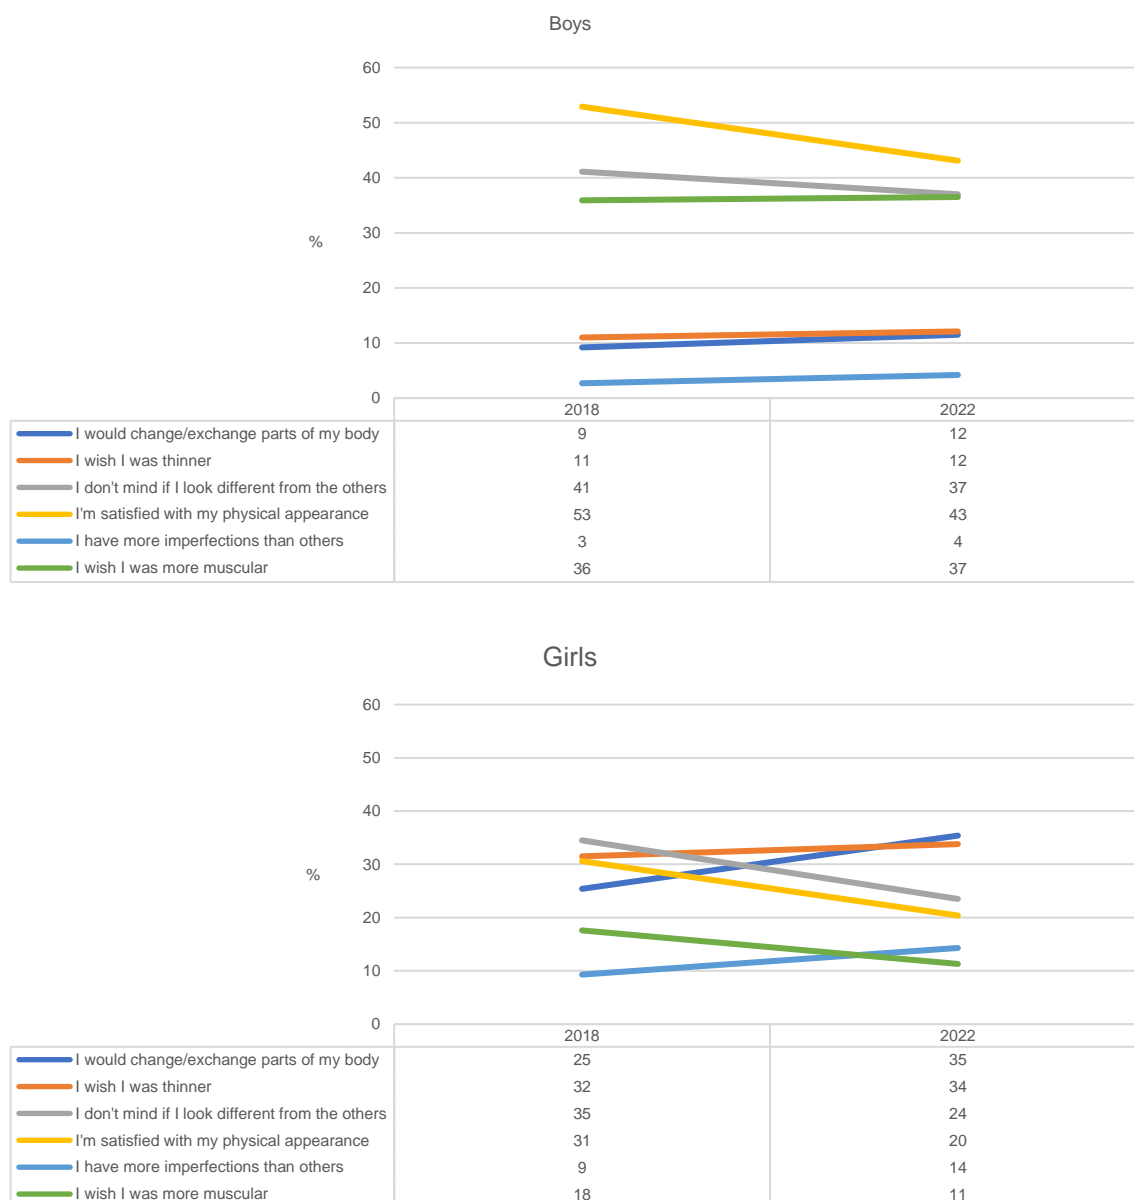 Boys
60
50
40
30
%
20
10
0
2018 2022
I would change/exchange parts of my body 9 12
I wish I was thinner 11 12
I don't mind if I look different from the others 41 37
I'm satisfied with my physical appearance 53 43
I have more imperfections than others 3 4
I wish I was more muscular 36 37
Girls
60
50
40
30
%
20
10
0
2018 2022
I would change/exchange parts of my body 25 35
I wish I was thinner 32 34
I don't mind if I look different from the others 35 24
I'm satisfied with my physical appearance 31 20
I have more imperfections than others 9 14
I wish I was more muscular 18 11